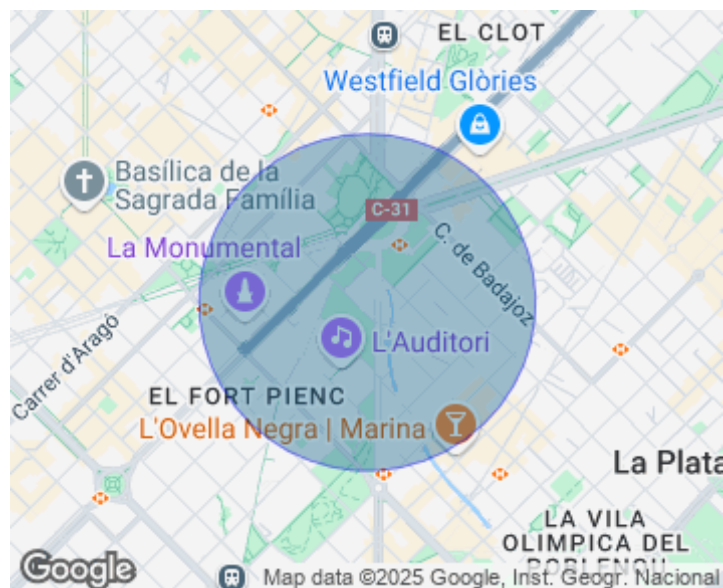 EL CLOT
Westfield Glòries
Basílica de la
Sagrada Família
C-31
La Monumental
C. de Badajoz
Carrer d'Aragó
L'Auditori
EL FORT PIENC
L'Ovella Negra | Marina
La Plata
LA VILA
OLIMPICA DEL
POBLENOU
Google
Map data ©2025 Google, Inst. Geogr. Nacional